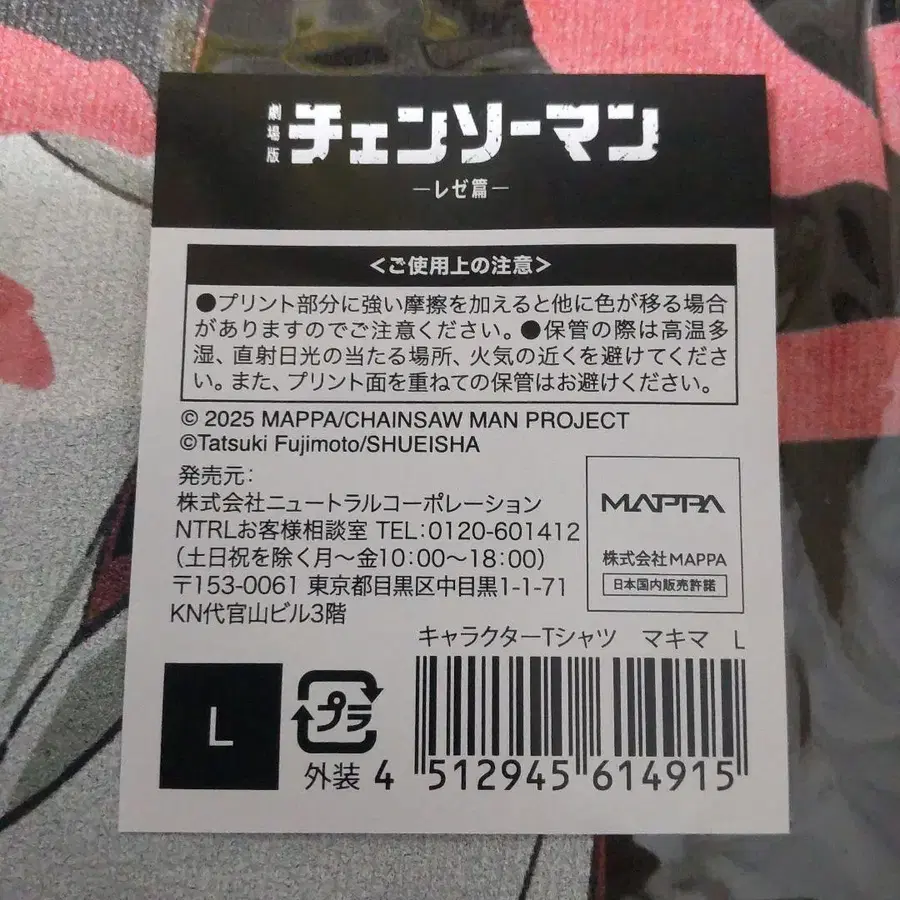 劇場版 チェンソーマン
―レゼ篇―
＜ご使用上の注意＞
●プリント部分に強い摩擦を加えると他に色が移る場合
がありますのでご注意ください。●保管の際は高温多
湿、直射日光の当たる場所、火気の近くを避けてくださ
い。また、プリント面を重ねての保管はお避けください。
© 2025 MAPPA/CHAINSAW MAN PROJECT
©Tatsuki Fujimoto/SHUEISHA
発売元:
株式会社ニュートラルコーポレーション
NTRLお客様相談室 TEL:0120-601412
(土日祝を除く月〜金10:00〜18:00)
〒153-0061 東京都目黒区中目黒1-1-71
KN代官山ビル3階
MAPPA
株式会社MAPPA
日本国内販売許諾
キャラクターTシャツ マキマ L
L
プラ
外装
4 512945 614915